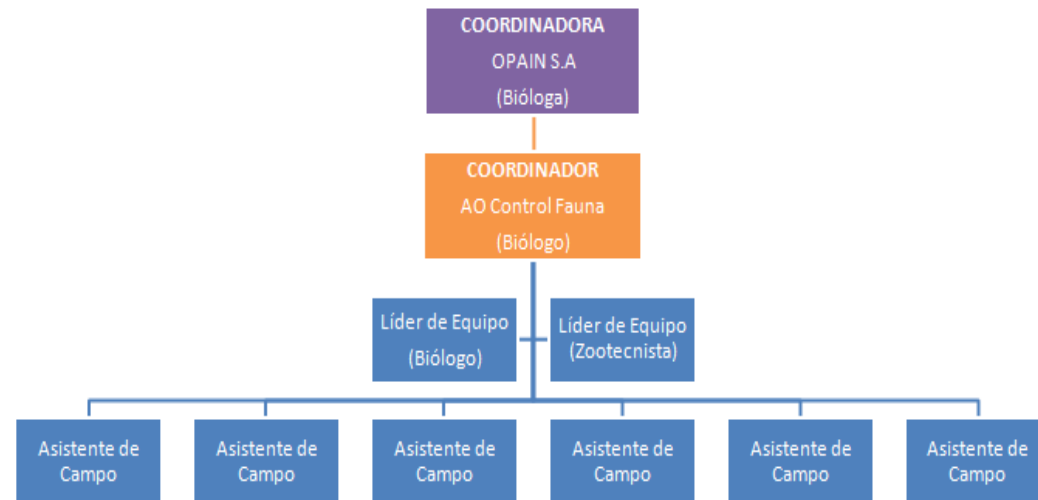 COORDINADORA
OPAIN S.A
(Bióloga)
COORDINADOR
AO Control Fauna
(Biólogo)
Líder de Equipo
(Biólogo)
Líder de Equipo
(Zootecnista)
Asistente de
Campo
Asistente de
Campo
Asistente de
Campo
Asistente de
Campo
Asistente de
Campo
Asistente de
Campo